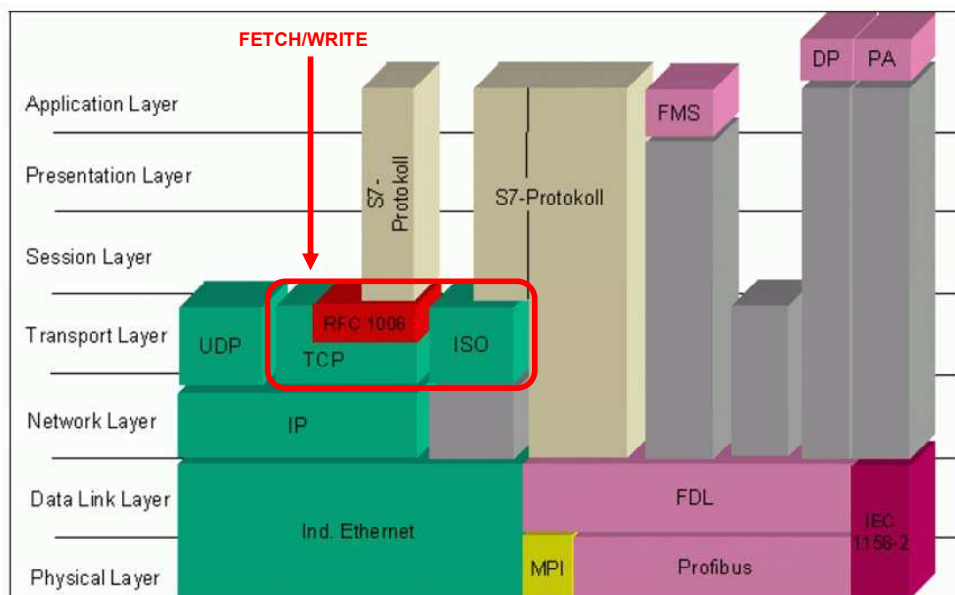 FETCH/WRITE
DP PA
Application Layer
FMS
Presentation Layer
S7-
Protokoll
S7-Protokoll
Session Layer
RFC 1006
Transport Layer
UDP
TCP
ISO
Network Layer
IP
Data Link Layer
FDL
Ind. Ethernet
IEC
1158-2
MPI
Profibus
Physical Layer